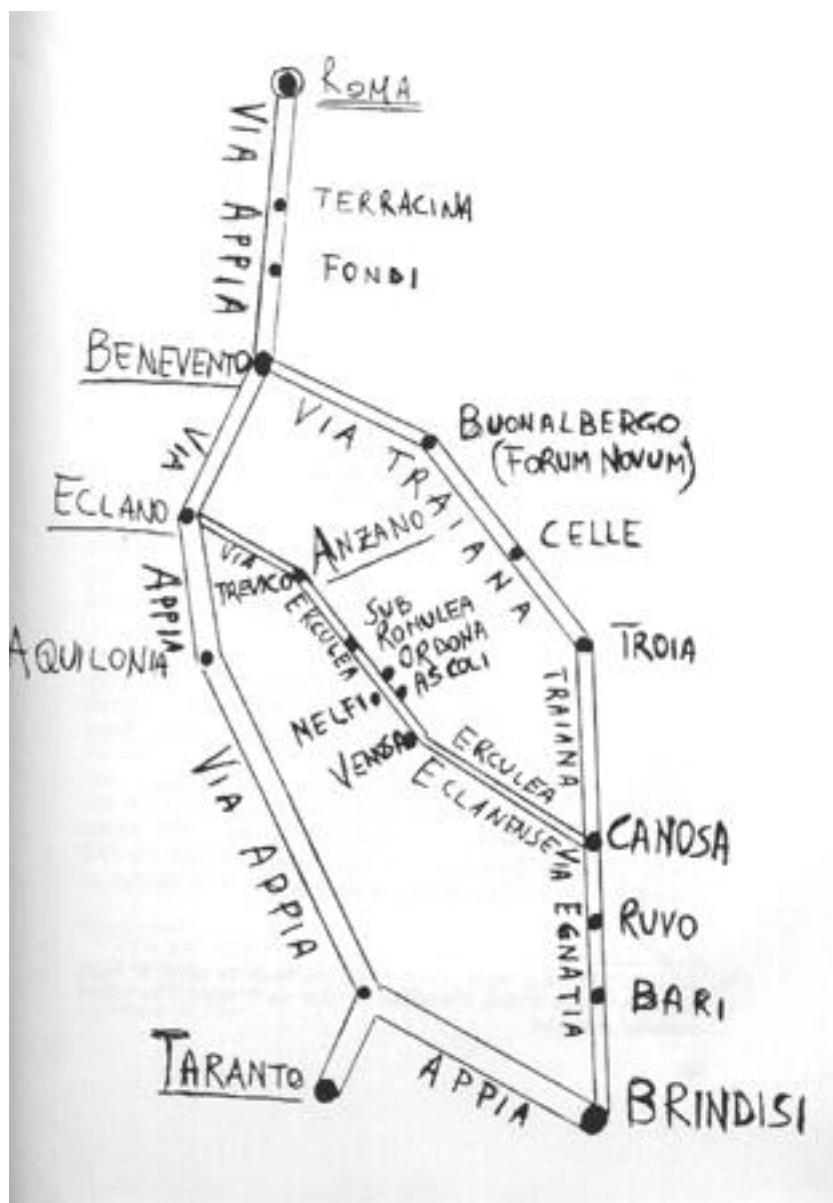 ROMA
VIA APPIA
TERRACINA
FONDI
BENEVENTO
VIA TRAIANA
BUONALBERGO
(FORUM NOVUM)
VIA
ECLANO
CELLE
ANZANO
VIA
TREVICO
APPIA
ERCULEA
SUB
ROMULEA
ORDONA
ASCOLI
TROIA
AQUILONIA
MELFI
VENOSA
TRAIANA
ERCULEA
ECLANENSE
VIA APPIA
CANOSA
VIA EGNATIA
RUVO
BARI
TARANTO
APPIA
BRINDISI